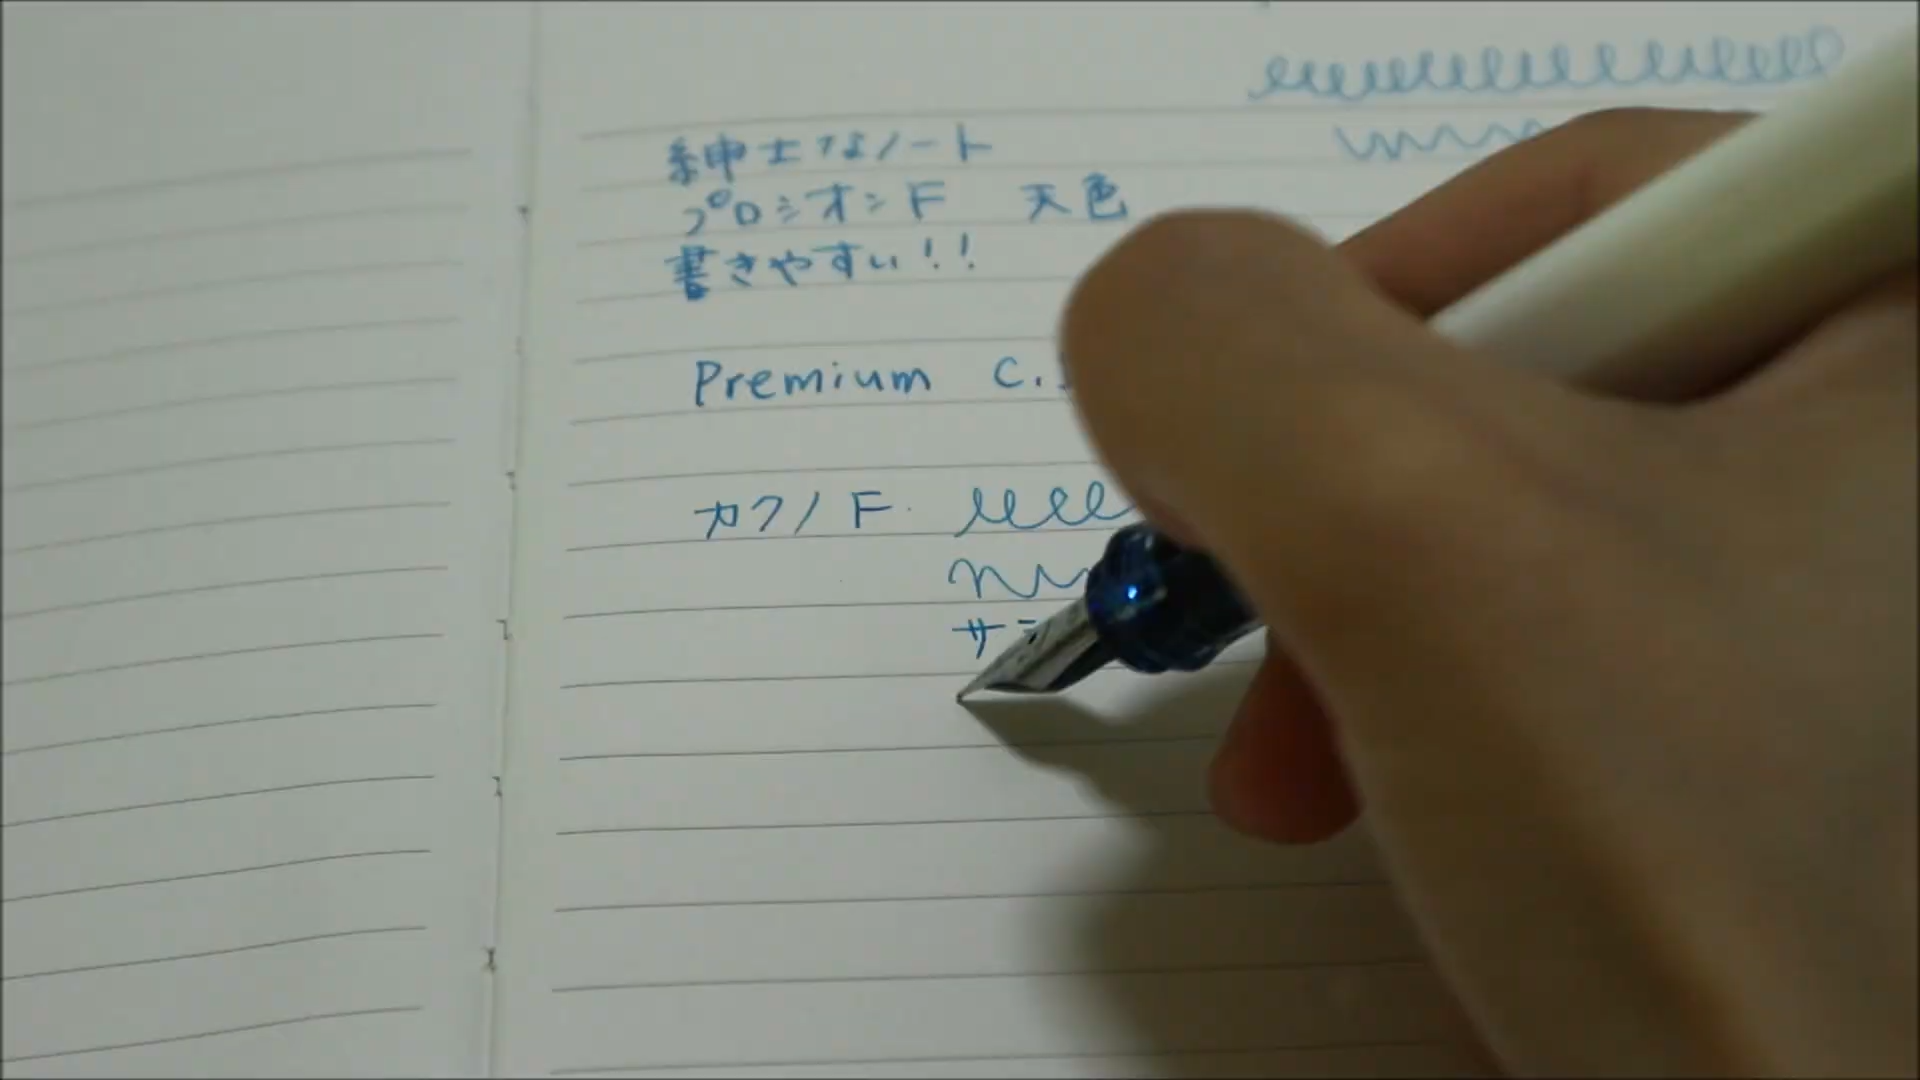 紳士なノート
プロシオンF 天色
書きやすい!!
Premium C.
カクノ F
サ